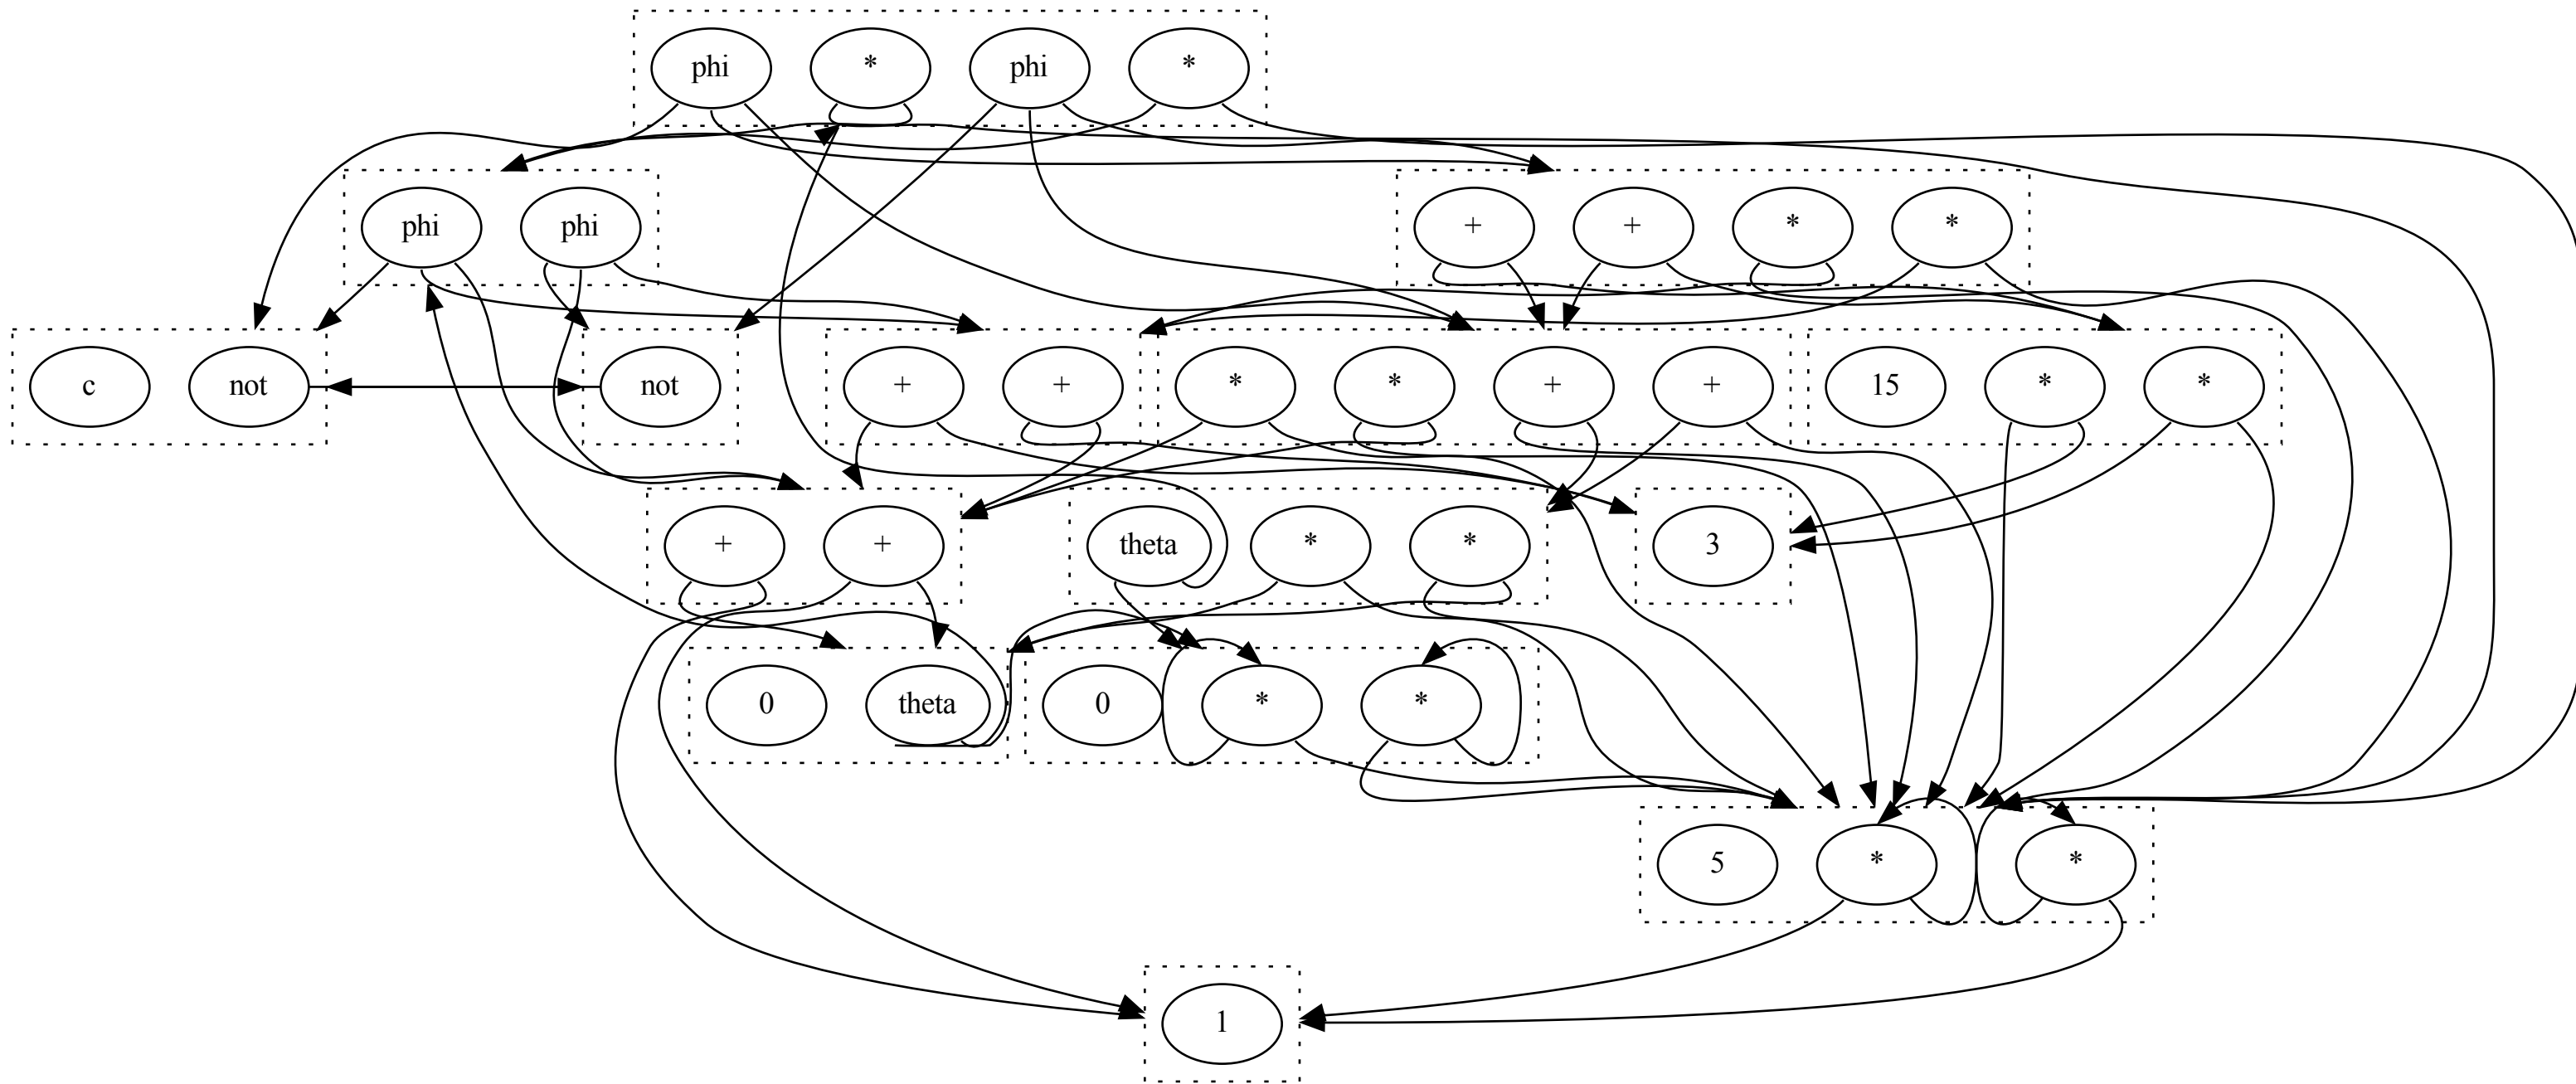 phi * phi *
phi phi + + * *
c not not + + * * + + 15 * *
+ + theta * * 3
0 theta 0 * *
5 * *
1